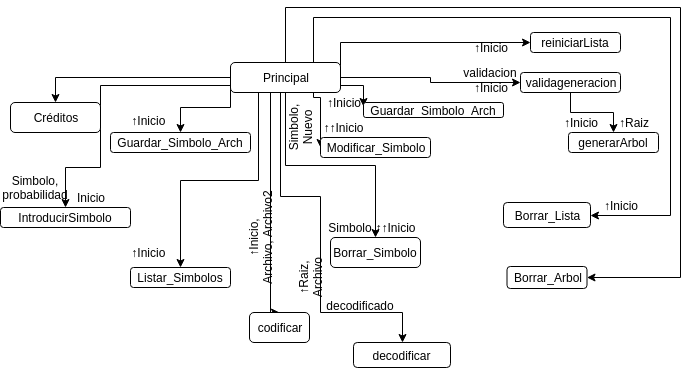 reiniciarLista
↑Inicio
Principal
validacion
↑Inicio
validageneracion
↑Inicio
Guardar_Simbolo_Arch
Créditos
↑Inicio
Simbolo,
Nuevo
↑↑Inicio
↑Inicio
↑Raiz
Guardar_Simbolo_Arch
Modificar_Simbolo
generarArbol
Simbolo,
probabilidad
Inicio
IntroducirSimbolo
↑Inicio
Borrar_Lista
Simbolo
↑Inicio
Borrar_Simbolo
↑Inicio
Listar_Simbolos
↑Inicio,
Archivo, Archivo2
↑Raiz,
Archivo
Borrar_Arbol
decodificado
codificar
decodificar